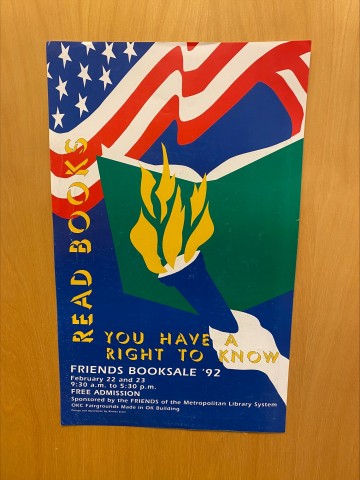 READ BOOKS
YOU HAVE A
RIGHT TO KNOW
FRIENDS BOOKSALE '92
February 22 and 23
9:30 a.m. to 5:30 p.m.
FREE ADMISSION
Sponsored by the FRIENDS of the Metropolitan Library System
OKC Fairgrounds Made in OK Building